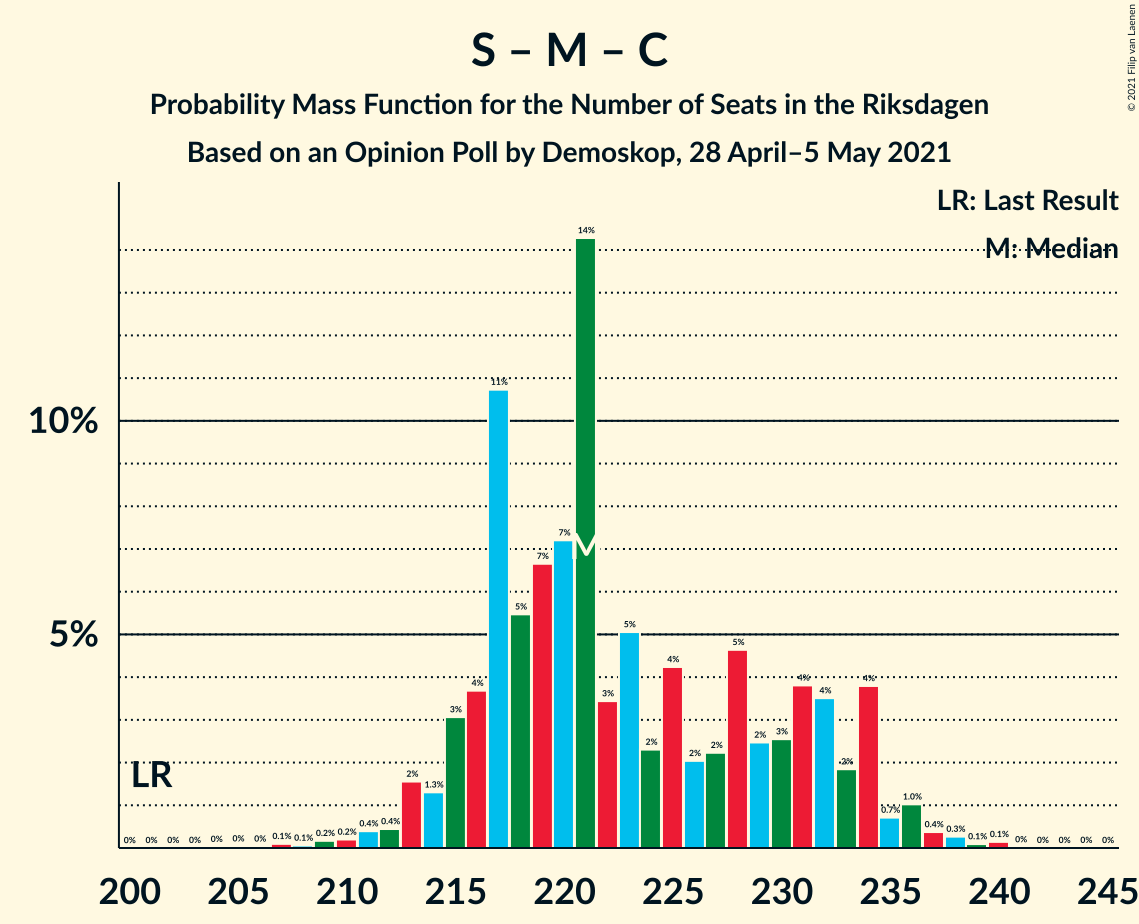 S – M – C
Probability Mass Function for the Number of Seats in the Riksdagen
Based on an Opinion Poll by Demoskop, 28 April–5 May 2021
© 2021 Filip van Laenen
LR: Last Result
M: Median
10%
5%
LR
M
0% 0% 0% 0% 0% 0% 0% 0.1% 0.1% 0.2% 0.2% 0.4% 0.4% 2% 1.3% 3% 4% 11% 5% 7% 7% 14% 3% 5% 2% 4% 2% 2% 5% 2% 3% 4% 4% 2% 4% 0.7% 1.0% 0.4% 0.3% 0.1% 0.1% 0% 0% 0% 0% 0%
200 205 210 215 220 225 230 235 240 245